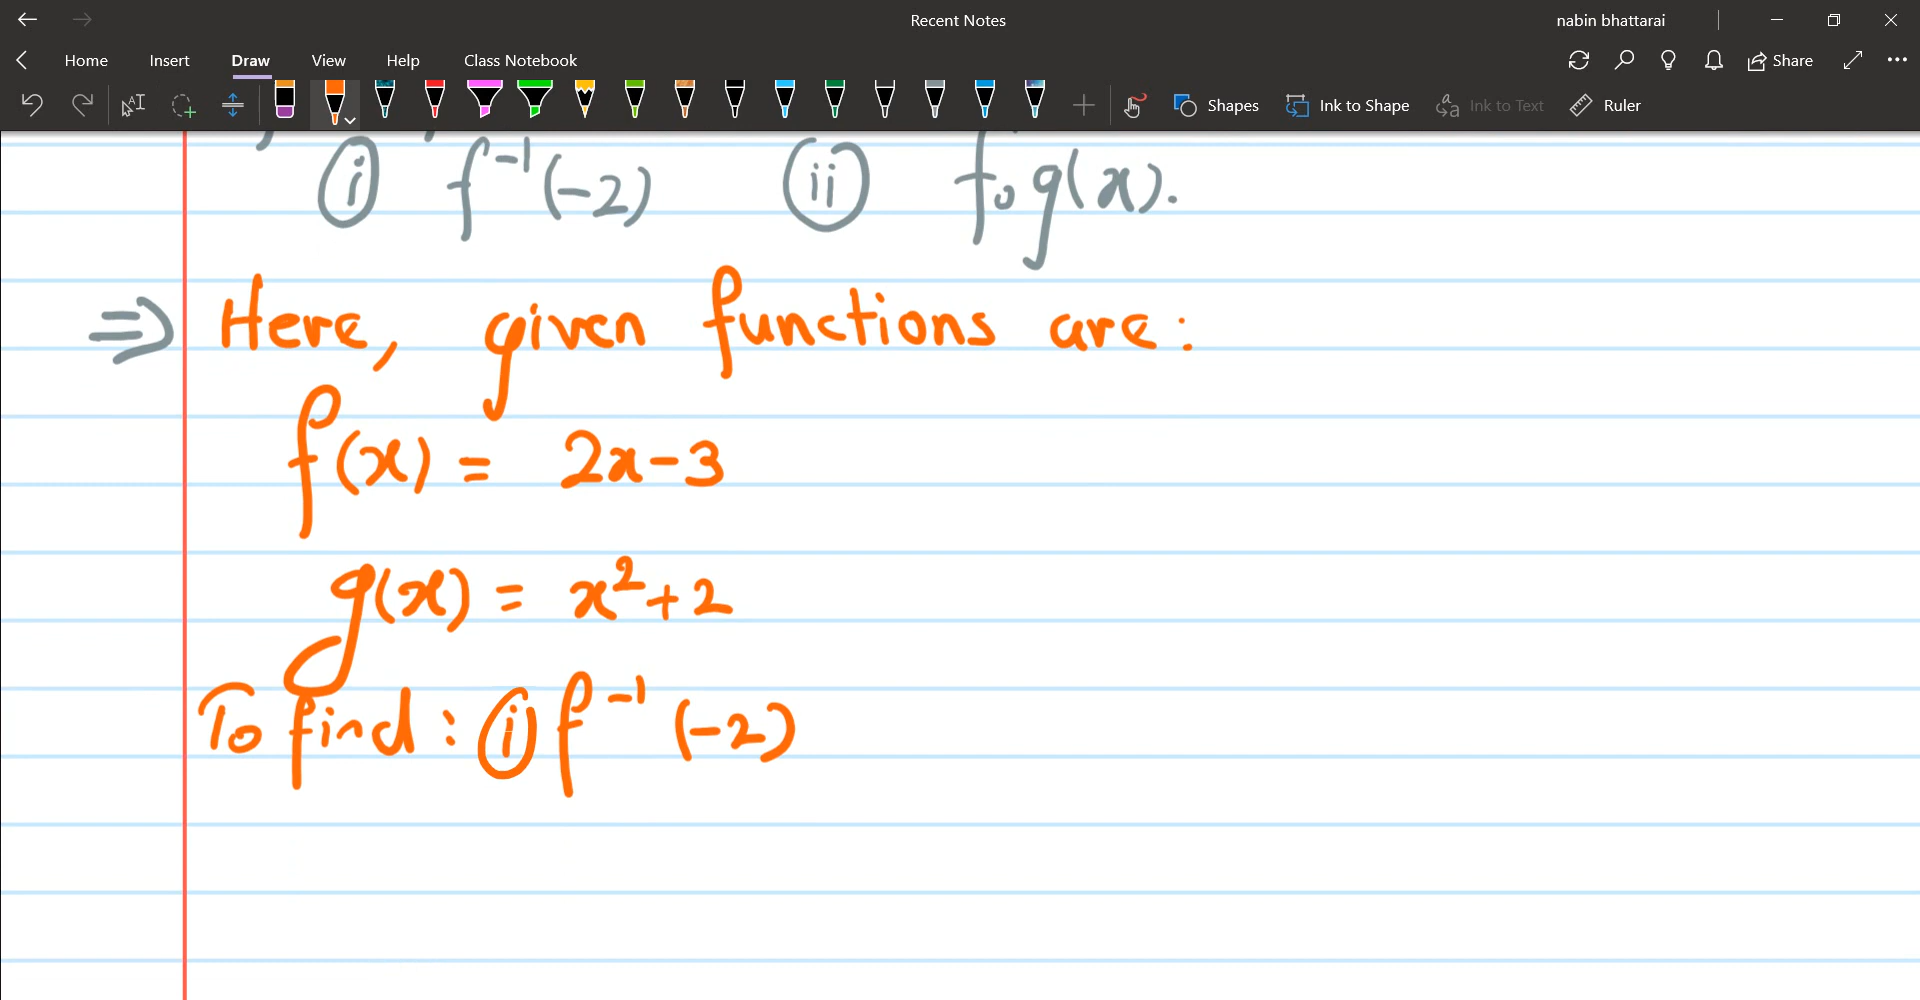 Recent Notes nabin bhattarai
Home Insert Draw View Help Class Notebook Share
Shapes Ink to Shape Ink to Text Ruler
(i) f⁻¹(-2) (ii) fog(x).
⇒ Here, given functions are:
f(x) = 2x-3
g(x) = x²+2
To find: (i) f⁻¹(-2)